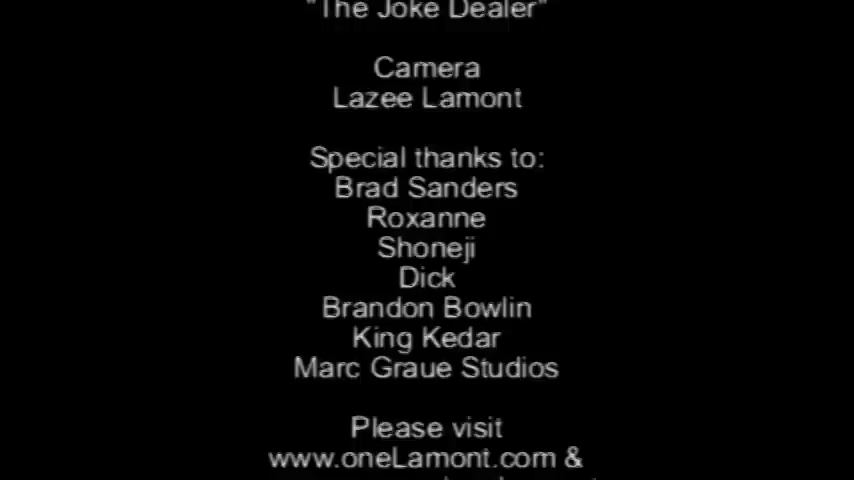 "The Joke Dealer"
Camera
Lazee Lamont
Special thanks to:
Brad Sanders
Roxanne
Shoneji
Dick
Brandon Bowlin
King Kedar
Marc Graue Studios
Please visit
www.oneLamont.com &